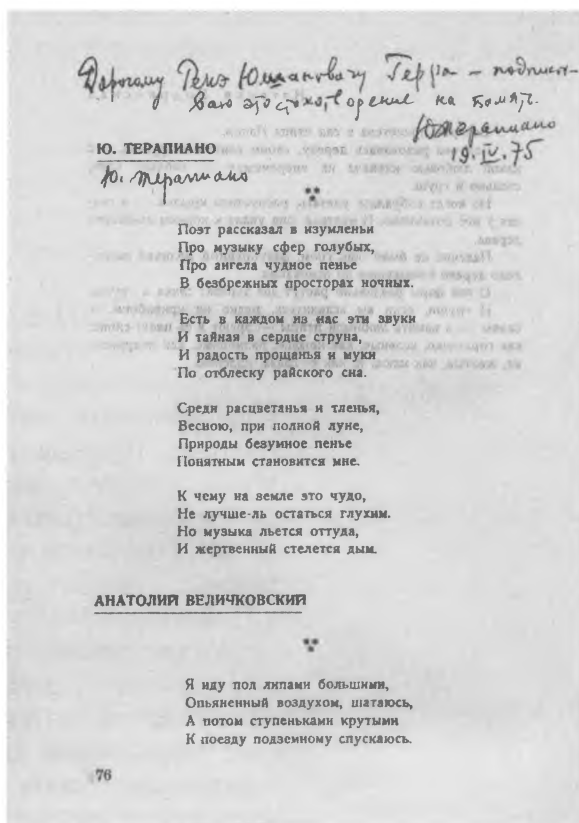 Дорогому Ренэ Юлиановичу Герра – подписы-
ваю это стихотворение на память.
Ю Терапиано
19.IV.75
Ю. ТЕРАПИАНО
Ю. Терапиано
Поэт рассказал в изумленьи
Про музыку сфер голубых,
Про ангела чудное пенье
В безбрежных просторах ночных.
Есть в каждом из нас эти звуки
И тайная в сердце струна,
И радость прощанья и муки
По отблеску райского сна.
Среди расцветанья и тленья,
Весною, при полной луне,
Природы безумное пенье
Понятным становится мне.
К чему на земле это чудо,
Не лучше-ль остаться глухим.
Но музыка льется оттуда,
И жертвенный стелется дым.
АНАТОЛИЙ ВЕЛИЧКОВСКИЙ
Я иду пол липами большими,
Опьяненный воздухом, шатаюсь,
А потом ступеньками крутыми
К поезду подземному спускаюсь.
76